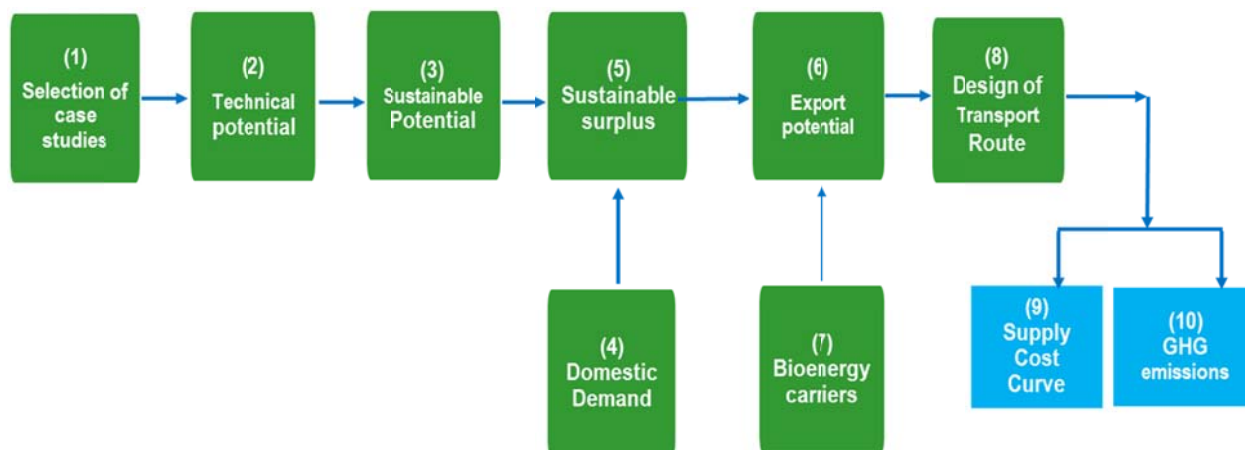 (1)
Selection of
case
studies
(2)
Technical
potential
(3)
Sustainable
Potential
(5)
Sustainable
surplus
(6)
Export
potential
(8)
Design of
Transport
Route
(4)
Domestic
Demand
(7)
Bioenergy
carriers
(9)
Supply
Cost
Curve
(10)
GHG
emissions